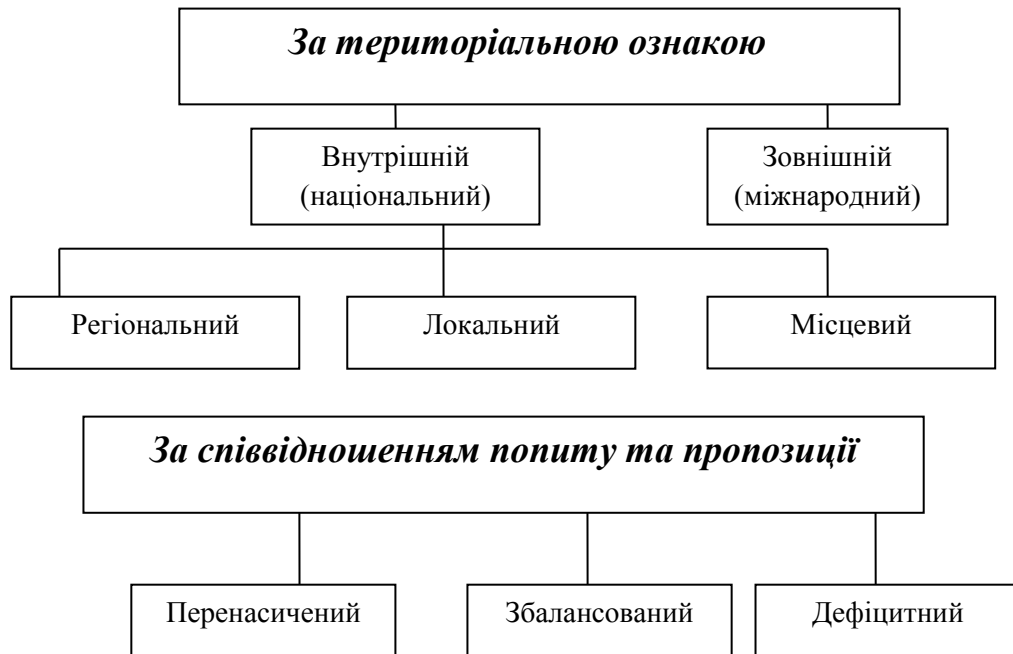 За територіальною ознакою
Внутрішній
(національний)
Зовнішній
(міжнародний)
Регіональний
Локальний
Місцевий
За співвідношенням попиту та пропозиції
Перенасичений
Збалансований
Дефіцитний